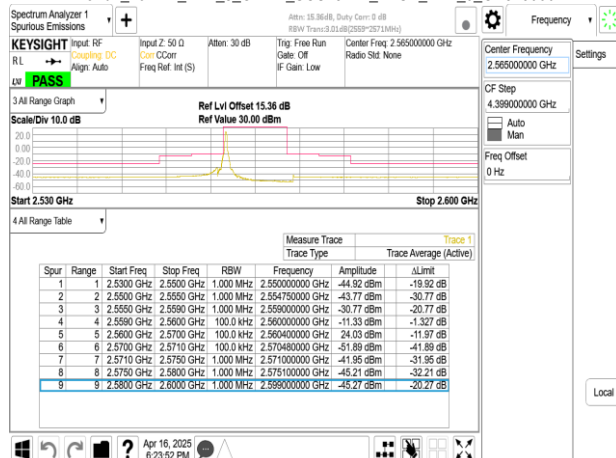 Spectrum Analyzer 1
Spurious Emissions
Attn: 15.36dB, Duty Corr: 0 dB
RBW Trans:3.01dB(2559~2571MHz)
Frequency
Settings
KEYSIGHT
RL
LXI PASS
Input: RF
Coupling: DC
Align: Auto
Input Z: 50 Ω
Corr CCorr
Freq Ref: Int (S)
Atten: 30 dB
Trig: Free Run
Gate: Off
IF Gain: Low
Center Freq: 2.565000000 GHz
Radio Std: None
Center Frequency
2.565000000 GHz
CF Step
4.399000000 GHz
Auto
Man
Freq Offset
0 Hz
3 All Range Graph
Scale/Div 10.0 dB
Ref Lvl Offset 15.36 dB
Ref Value 30.00 dBm
20.0
0.00
-20.0
-40.0
-60.0
Start 2.530 GHz
Stop 2.600 GHz
4 All Range Table
Measure Trace Trace 1
Trace Type Trace Average (Active)
Spur Range Start Freq Stop Freq RBW Frequency Amplitude ΔLimit
1 1 2.5300 GHz 2.5500 GHz 1.000 MHz 2.550000000 GHz -44.92 dBm -19.92 dB
2 2 2.5500 GHz 2.5550 GHz 1.000 MHz 2.554750000 GHz -43.77 dBm -30.77 dB
3 3 2.5550 GHz 2.5590 GHz 1.000 MHz 2.559000000 GHz -30.77 dBm -20.77 dB
4 4 2.5590 GHz 2.5600 GHz 100.0 kHz 2.560000000 GHz -11.33 dBm -1.327 dB
5 5 2.5600 GHz 2.5700 GHz 100.0 kHz 2.560400000 GHz 24.03 dBm -11.97 dB
6 6 2.5700 GHz 2.5710 GHz 100.0 kHz 2.570480000 GHz -51.89 dBm -41.89 dB
7 7 2.5710 GHz 2.5750 GHz 1.000 MHz 2.571000000 GHz -41.95 dBm -31.95 dB
8 8 2.5750 GHz 2.5800 GHz 1.000 MHz 2.575100000 GHz -45.21 dBm -32.21 dB
9 9 2.5800 GHz 2.6000 GHz 1.000 MHz 2.599000000 GHz -45.27 dBm -20.27 dB
Local
Apr 16, 2025
6:23:52 PM